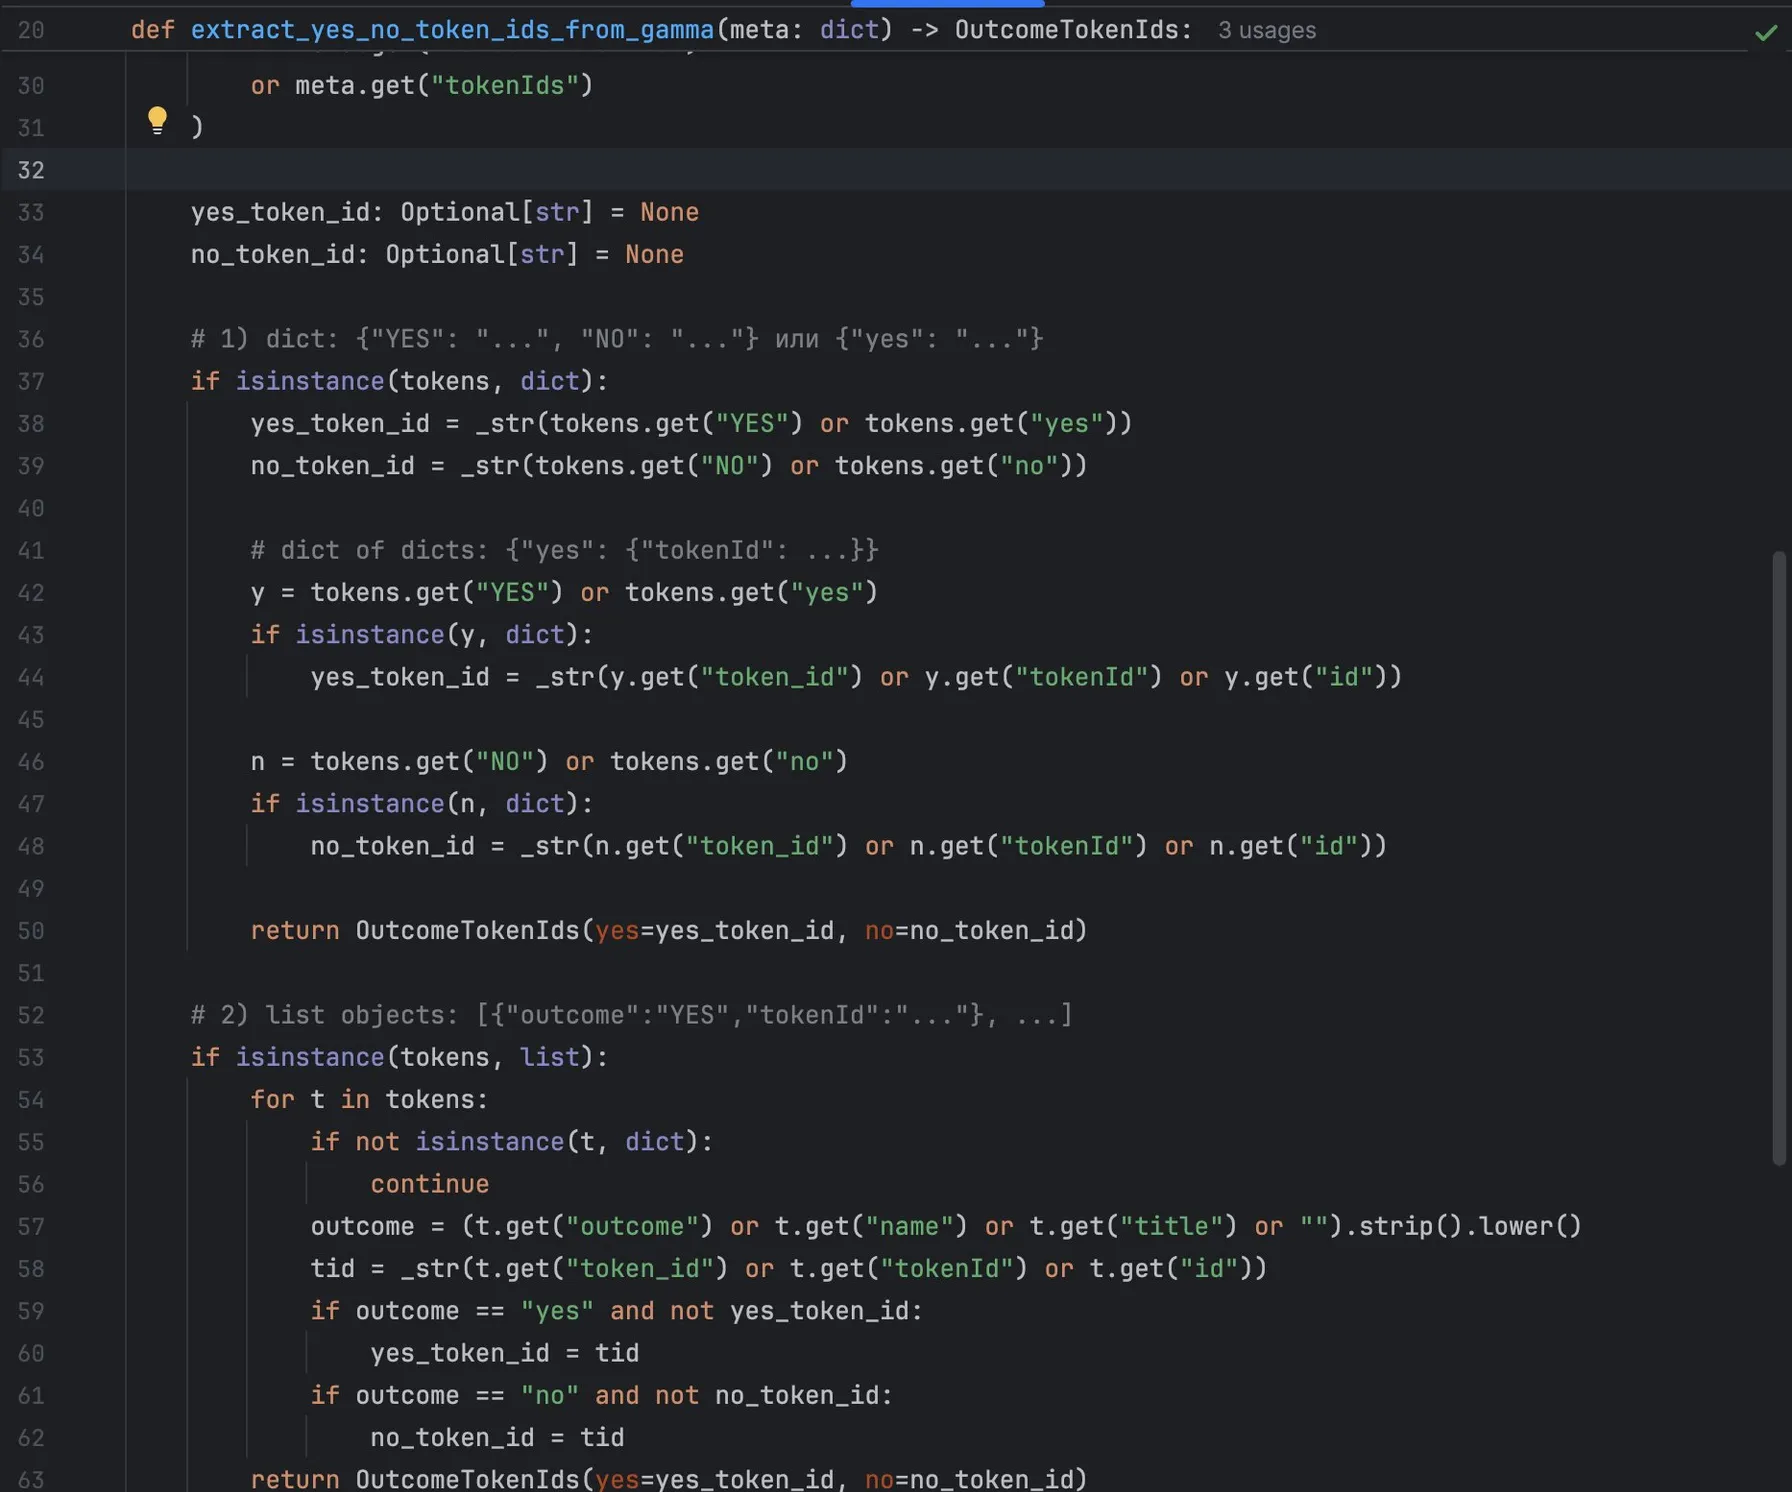 20 def extract_yes_no_token_ids_from_gamma(meta: dict) -> OutcomeTokenIds: 3 usages
30 or meta.get("tokenIds")
31 )
32
33 yes_token_id: Optional[str] = None
34 no_token_id: Optional[str] = None
35
36 # 1) dict: {"YES": "...", "NO": "..."} или {"yes": "..."}
37 if isinstance(tokens, dict):
38 yes_token_id = _str(tokens.get("YES") or tokens.get("yes"))
39 no_token_id = _str(tokens.get("NO") or tokens.get("no"))
40
41 # dict of dicts: {"yes": {"tokenId": ...}}
42 y = tokens.get("YES") or tokens.get("yes")
43 if isinstance(y, dict):
44 yes_token_id = _str(y.get("token_id") or y.get("tokenId") or y.get("id"))
45
46 n = tokens.get("NO") or tokens.get("no")
47 if isinstance(n, dict):
48 no_token_id = _str(n.get("token_id") or n.get("tokenId") or n.get("id"))
49
50 return OutcomeTokenIds(yes=yes_token_id, no=no_token_id)
51
52 # 2) list objects: [{"outcome":"YES","tokenId":"..."}, ...]
53 if isinstance(tokens, list):
54 for t in tokens:
55 if not isinstance(t, dict):
56 continue
57 outcome = (t.get("outcome") or t.get("name") or t.get("title") or "").strip().lower()
58 tid = _str(t.get("token_id") or t.get("tokenId") or t.get("id"))
59 if outcome == "yes" and not yes_token_id:
60 yes_token_id = tid
61 if outcome == "no" and not no_token_id:
62 no_token_id = tid
63 return OutcomeTokenIds(yes=yes_token_id, no=no_token_id)